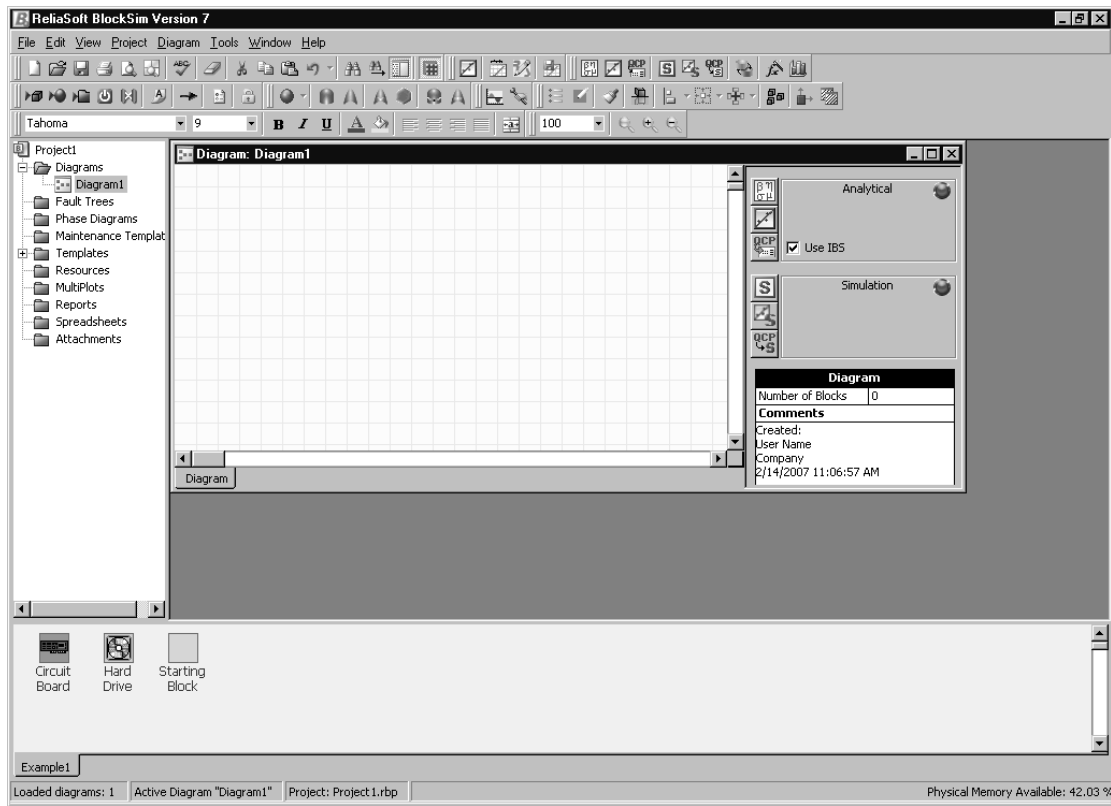 ReliaSoft BlockSim Version 7
File Edit View Project Diagram Tools Window Help
Tahoma 9 B I U 100
Project1
Diagrams
Diagram1
Fault Trees
Phase Diagrams
Maintenance Templat
Templates
Resources
MultiPlots
Reports
Spreadsheets
Attachments
Diagram: Diagram1
Analytical
QCP
Use IBS
Simulation
S
QCP
S
Diagram
Number of Blocks 0
Comments
Created:
User Name
Company
2/14/2007 11:06:57 AM
Diagram
Circuit Board
Hard Drive
Starting Block
Example1
Loaded diagrams: 1 Active Diagram "Diagram1" Project: Project1.rbp Physical Memory Available: 42.03 %